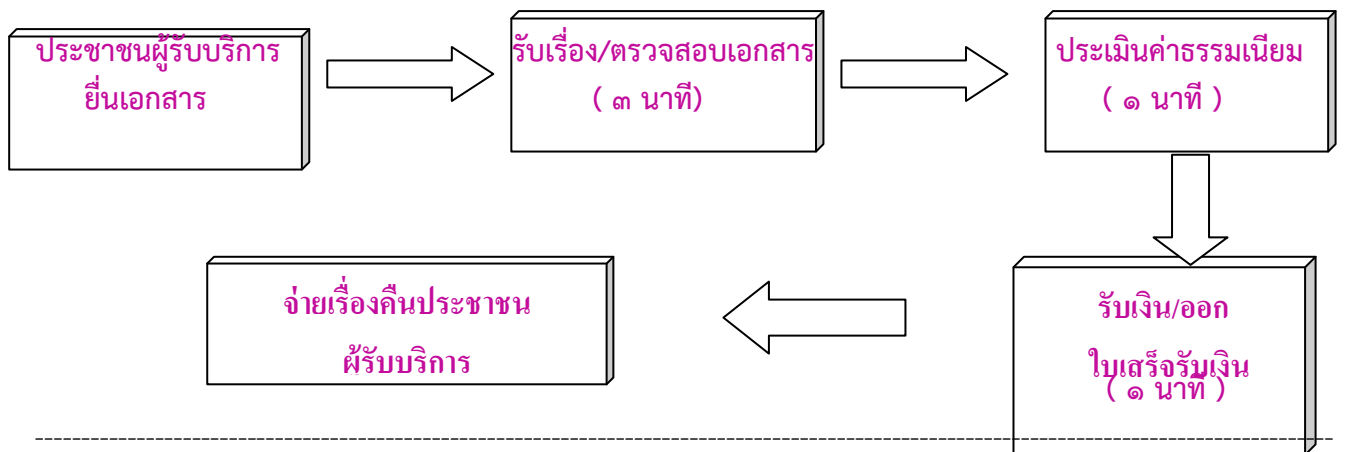 ประชาชนผู้รับบริการ
ยื่นเอกสาร
รับเรื่อง/ตรวจสอบเอกสาร
( ๓ นาที)
ประเมินค่าธรรมเนียม
( ๑ นาที )
รับเงิน/ออก
ใบเสร็จรับเงิน
( ๑ นาที )
จ่ายเรื่องคืนประชาชน
ผู้รับบริการ